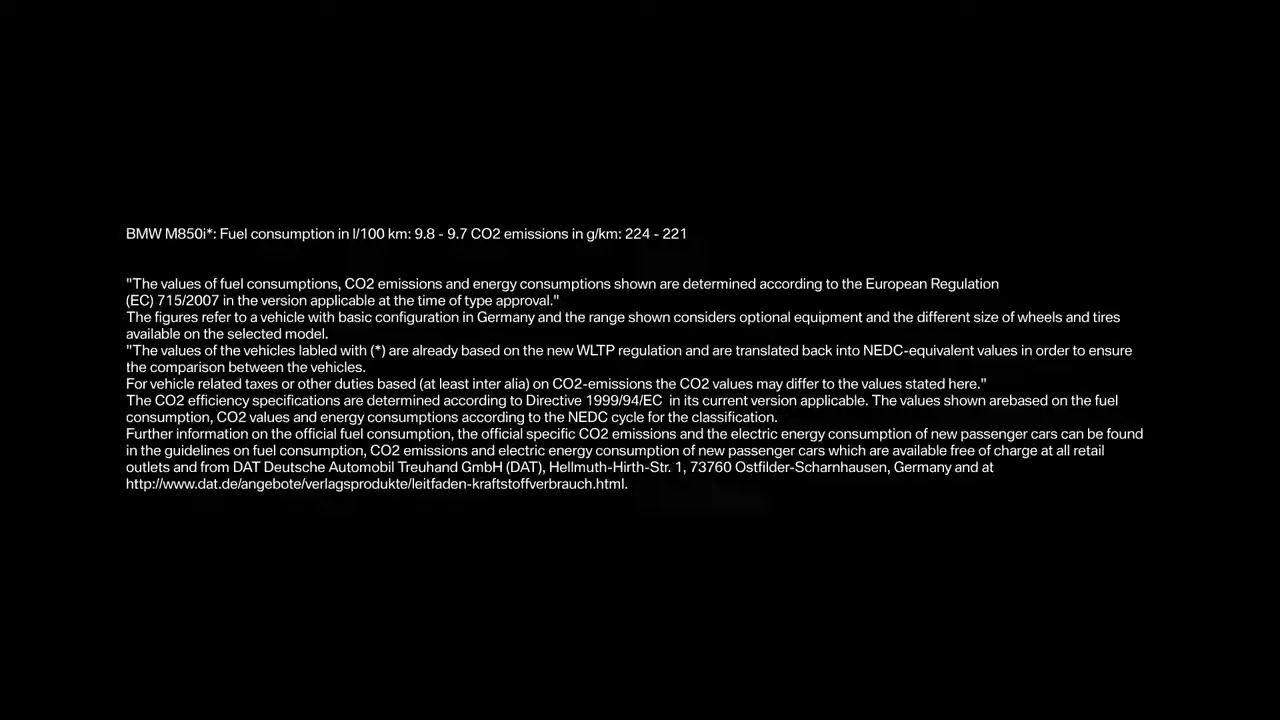 BMW M850i*: Fuel consumption in l/100 km: 9.8 - 9.7 CO2 emissions in g/km: 224 - 221
"The values of fuel consumptions, CO2 emissions and energy consumptions shown are determined according to the European Regulation
(EC) 715/2007 in the version applicable at the time of type approval."
The figures refer to a vehicle with basic configuration in Germany and the range shown considers optional equipment and the different size of wheels and tires
available on the selected model.
"The values of the vehicles labled with (*) are already based on the new WLTP regulation and are translated back into NEDC-equivalent values in order to ensure
the comparison between the vehicles.
For vehicle related taxes or other duties based (at least inter alia) on CO2-emissions the CO2 values may differ to the values stated here."
The CO2 efficiency specifications are determined according to Directive 1999/94/EC  in its current version applicable. The values shown arebased on the fuel
consumption, CO2 values and energy consumptions according to the NEDC cycle for the classification.
Further information on the official fuel consumption, the official specific CO2 emissions and the electric energy consumption of new passenger cars can be found
in the guidelines on fuel consumption, CO2 emissions and electric energy consumption of new passenger cars which are available free of charge at all retail
outlets and from DAT Deutsche Automobil Treuhand GmbH (DAT), Hellmuth-Hirth-Str. 1, 73760 Ostfilder-Scharnhausen, Germany and at
http://www.dat.de/angebote/verlagsprodukte/leitfaden-kraftstoffverbrauch.html.